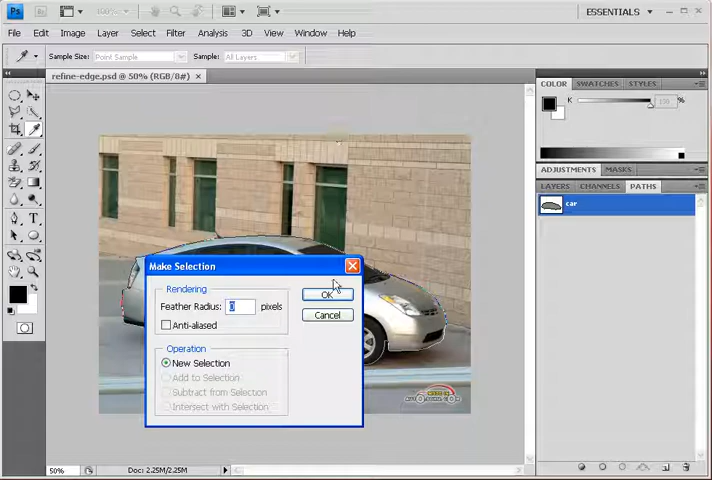 Ps
Br
ESSENTIALS
File Edit Image Layer Select Filter Analysis 3D View Window Help
Sample Size: Point Sample Sample: All Layers
refine-edge.psd @ 50% (RGB/8#) ×
COLOR SWATCHES STYLES
K 150 %
ADJUSTMENTS MASKS
LAYERS CHANNELS PATHS
car
Make Selection
Rendering
Feather Radius: 0 pixels
Anti-aliased
OK
Cancel
Operation
New Selection
Add to Selection
Subtract from Selection
Intersect with Selection
T
50%
Doc: 2.25M/2.25M